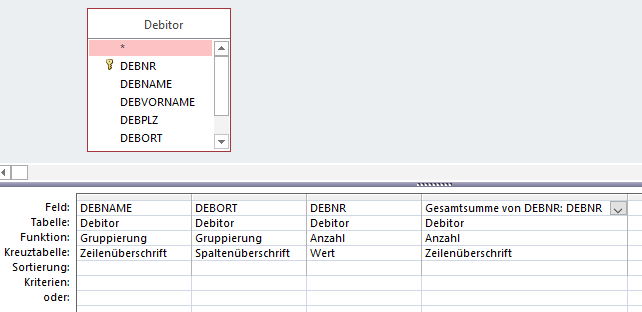 Debitor
*
DEBNR
DEBNAME
DEBVORNAME
DEBPLZ
DEBORT
Feld: DEBNAME DEBORT DEBNR Gesamtsumme von DEBNR: DEBNR
Tabelle: Debitor Debitor Debitor Debitor
Funktion: Gruppierung Gruppierung Anzahl Anzahl
Kreuztabelle: Zeilenüberschrift Spaltenüberschrift Wert Zeilenüberschrift
Sortierung:
Kriterien:
oder: